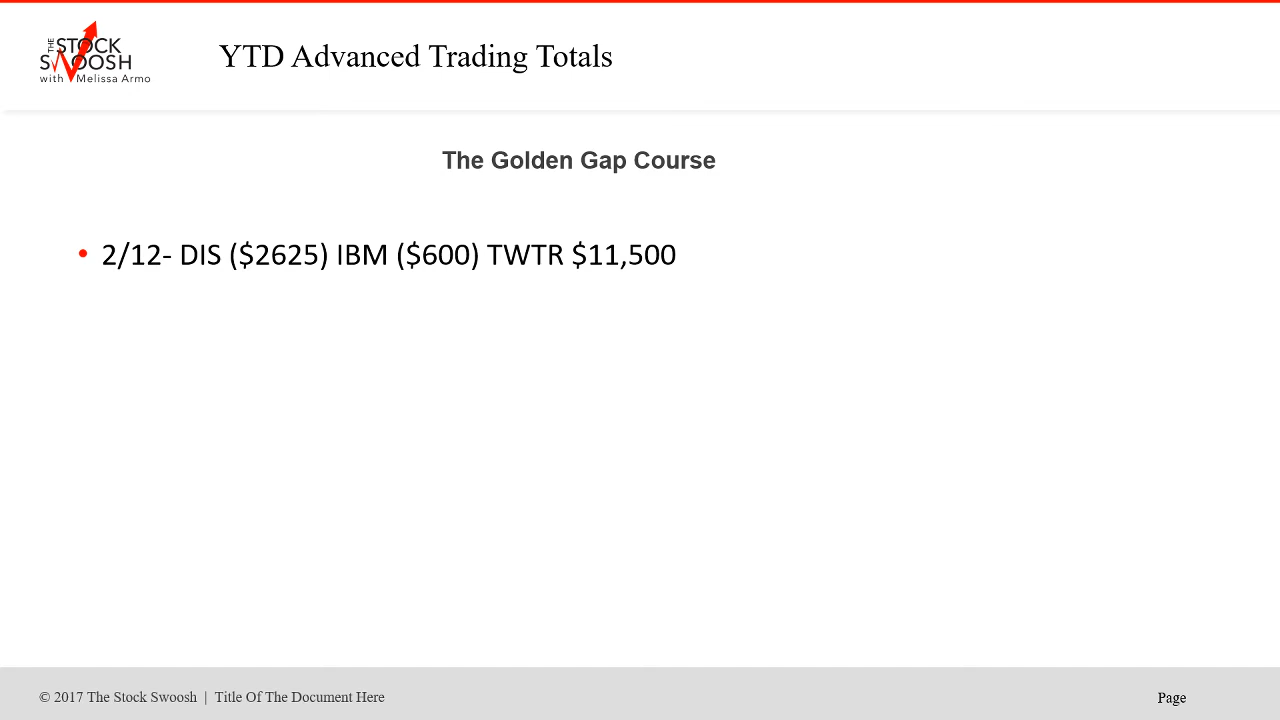 THE STOCK
SWOOSH
with Melissa Armo
YTD Advanced Trading Totals
The Golden Gap Course
• 2/12- DIS ($2625) IBM ($600) TWTR $11,500
© 2017 The Stock Swoosh | Title Of The Document Here
Page